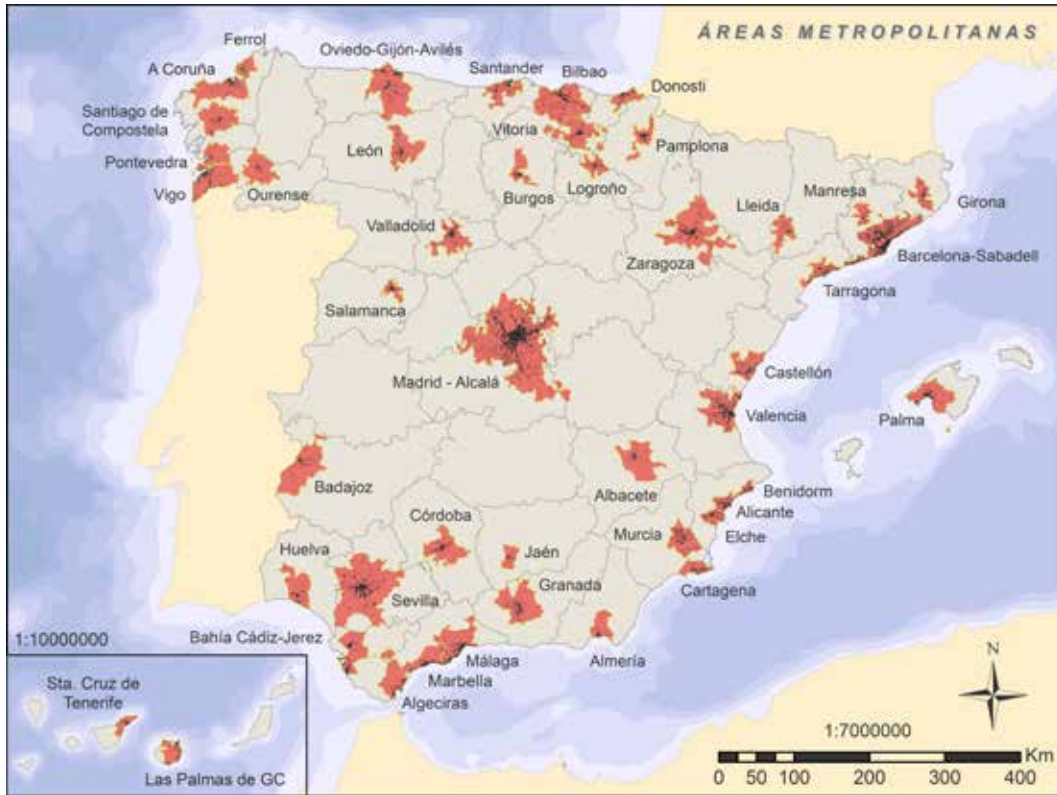 ÁREAS METROPOLITANAS
Ferrol
Oviedo-Gijón-Avilés
A Coruña
Santander
Bilbao
Donosti
Santiago de
Compostela
Vitoria
Pamplona
León
Pontevedra
Logroño
Burgos
Vigo
Ourense
Manresa
Lleida
Girona
Valladolid
Zaragoza
Barcelona-Sabadell
Tarragona
Salamanca
Castellón
Madrid - Alcalá
Palma
Valencia
Badajoz
Albacete
Benidorm
Alicante
Córdoba
Murcia
Elche
Huelva
Jaén
Granada
Cartagena
Sevilla
Bahía Cádiz-Jerez
Málaga
Almería
Marbella
Algeciras
1:10000000
Sta. Cruz de
Tenerife
Las Palmas de GC
N
1:7000000
Km
0 50 100 200 300 400